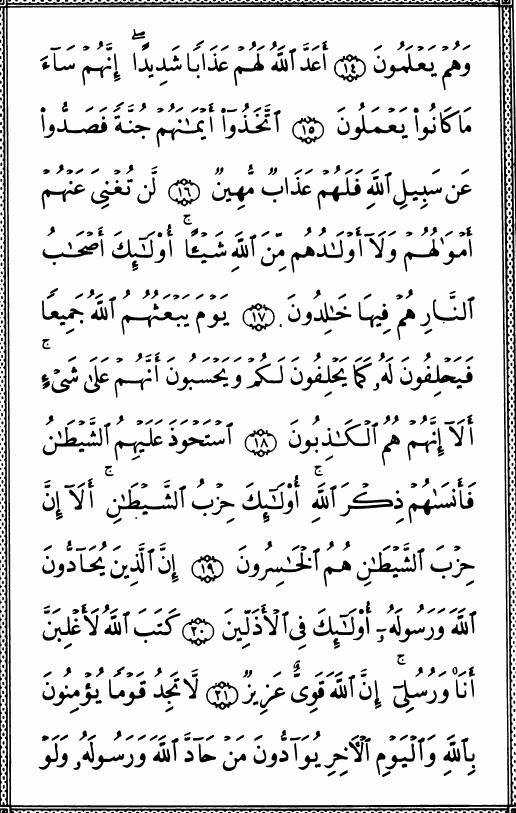 وَهُمْ يَعْلَمُونَ ﴿١٤﴾ أَعَدَّ ٱللَّهُ لَهُمْ عَذَابًا شَدِيدًا ۖ إِنَّهُمْ سَآءَ
مَا كَانُوا۟ يَعْمَلُونَ ﴿١٥﴾ ٱتَّخَذُوٓا۟ أَيْمَـٰنَهُمْ جُنَّةً فَصَدُّوا۟
عَن سَبِيلِ ٱللَّهِ فَلَهُمْ عَذَابٌ مُّهِينٌ ﴿١٦﴾ لَّن تُغْنِىَ عَنْهُمْ
أَمْوَٰلُهُمْ وَلَآ أَوْلَـٰدُهُم مِّنَ ٱللَّهِ شَيْـًٔا ۚ أُو۟لَـٰٓئِكَ أَصْحَـٰبُ
ٱلنَّارِ هُمْ فِيهَا خَـٰلِدُونَ ﴿١٧﴾ يَوْمَ يَبْعَثُهُمُ ٱللَّهُ جَمِيعًا
فَيَحْلِفُونَ لَهُۥ كَمَا يَحْلِفُونَ لَكُمْ وَيَحْسَبُونَ أَنَّهُمْ عَلَىٰ شَىْءٍ ۚ
أَلَآ إِنَّهُمْ هُمُ ٱلْكَـٰذِبُونَ ﴿١٨﴾ ٱسْتَحْوَذَ عَلَيْهِمُ ٱلشَّيْطَـٰنُ
فَأَنسَىٰهُمْ ذِكْرَ ٱللَّهِ ۚ أُو۟لَـٰٓئِكَ حِزْبُ ٱلشَّيْطَـٰنِ ۚ أَلَآ إِنَّ
حِزْبَ ٱلشَّيْطَـٰنِ هُمُ ٱلْخَـٰسِرُونَ ﴿١٩﴾ إِنَّ ٱلَّذِينَ يُحَآدُّونَ
ٱللَّهَ وَرَسُولَهُۥٓ أُو۟لَـٰٓئِكَ فِى ٱلْأَذَلِّينَ ﴿٢٠﴾ كَتَبَ ٱللَّهُ لَأَغْلِبَنَّ
أَنَا۠ وَرُسُلِىٓ ۚ إِنَّ ٱللَّهَ قَوِىٌّ عَزِيزٌ ﴿٢١﴾ لَّا تَجِدُ قَوْمًا يُؤْمِنُونَ
بِٱللَّهِ وَٱلْيَوْمِ ٱلْـَٔاخِرِ يُوَآدُّونَ مَنْ حَآدَّ ٱللَّهَ وَرَسُولَهُۥ وَلَوْ